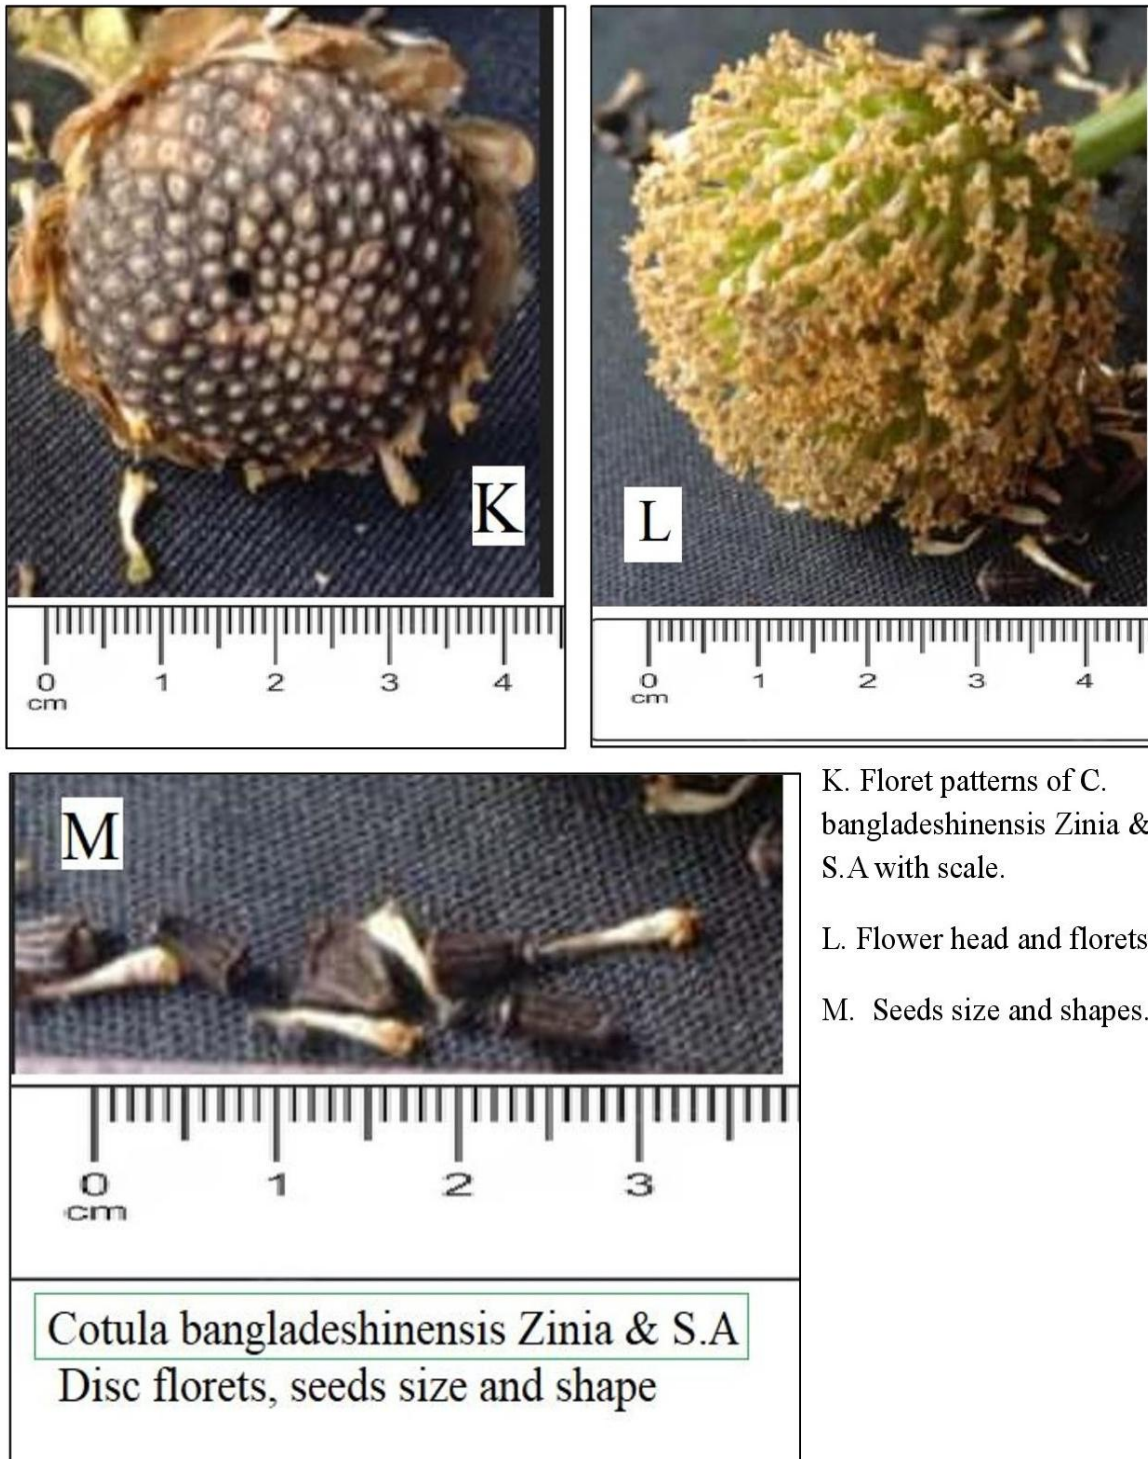 K
L
0 1 2 3 4
cm
0 1 2 3 4
cm
M
K. Floret patterns of C.
bangladeshinensis Zinia &
S.A with scale.
L. Flower head and florets
M. Seeds size and shapes.
0 1 2 3
cm
Cotula bangladeshinensis Zinia & S.A
Disc florets, seeds size and shape